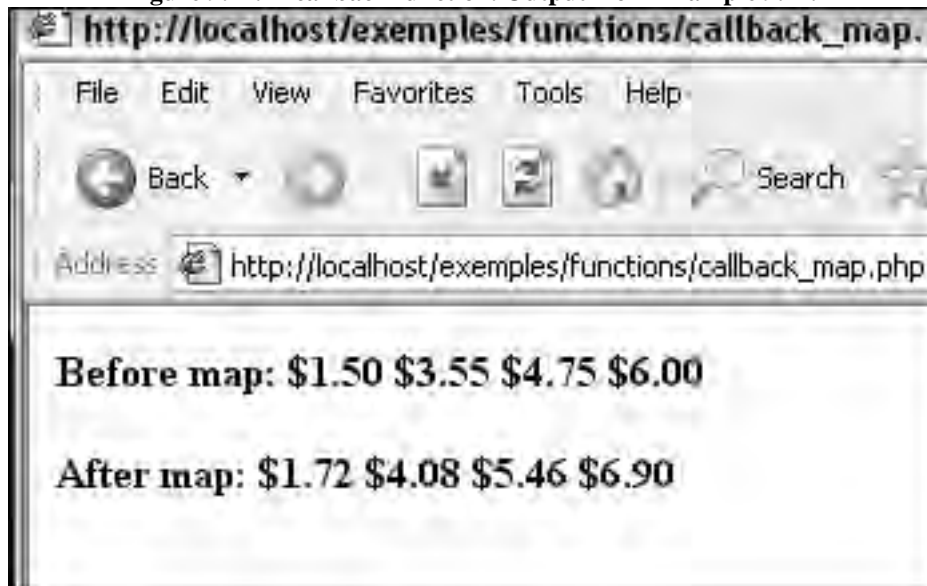 http://localhost/exemples/functions/callback_map.
File Edit View Favorites Tools Help
Back Search
Address http://localhost/exemples/functions/callback_map.php
Before map: $1.50 $3.55 $4.75 $6.00
After map: $1.72 $4.08 $5.46 $6.90